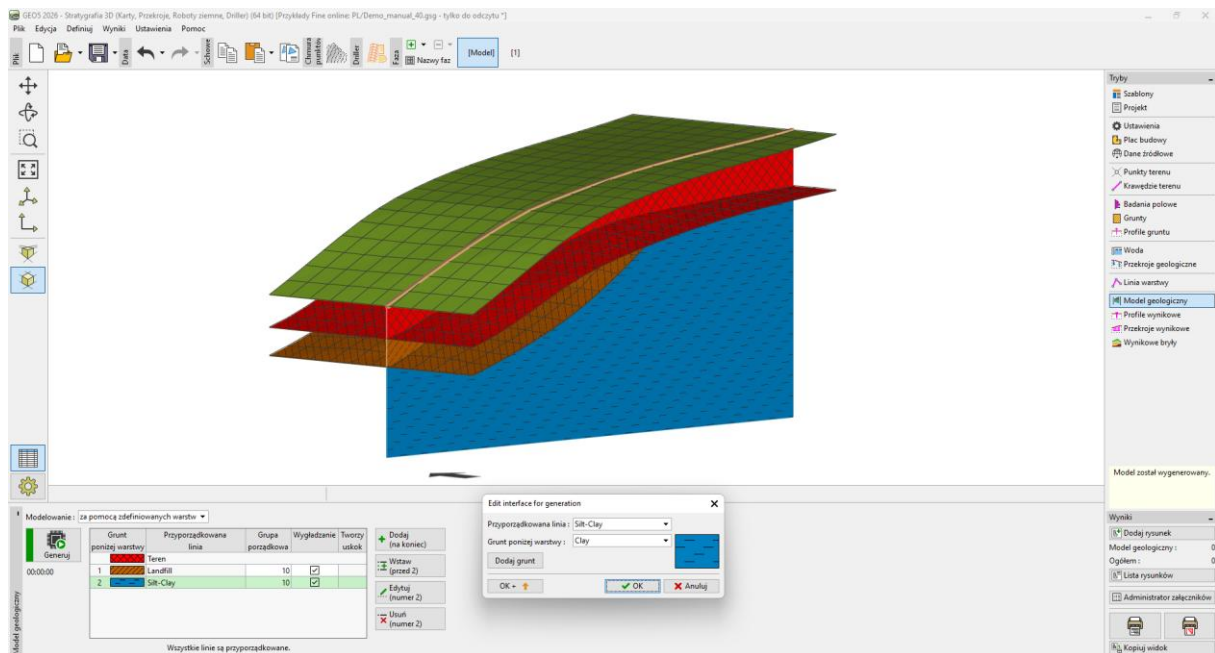 GEO5 2026 - Stratygrafia 3D (Karty, Przekroje, Roboty ziemne, Driller) (64 bit) [Przykłady Fine online: PL/Demo_manual_40.gsg - tylko do odczytu *]
Plik Edycja Definiuj Wyniki Ustawienia Pomoc
Plik
Data
Schowek
Chmura punktów
Driller
Faza
Nazwy faz
[Model]
[1]
Tryby
Szablony
Projekt
Ustawienia
Plac budowy
Dane źródłowe
Punkty terenu
Krawędzie terenu
Badania polowe
Grunty
Profile gruntu
Woda
Przekroje geologiczne
Linia warstwy
Model geologiczny
Profile wynikowe
Przekroje wynikowe
Wynikowe bryły
Model został wygenerowany.
Modelowanie : za pomocą zdefiniowanych warstw
Generuj
00:00:00
Grunt poniżej warstwy
Przyporządkowana linia
Grupa porządkowa
Wygładzanie
Tworzy uskok
Teren
1 Landfill 10
2 Silt-Clay 10
Wszystkie linie są przyporządkowane.
Dodaj
(na koniec)
Wstaw
(przed 2)
Edytuj
(numer 2)
Usuń
(numer 2)
Edit interface for generation
Przyporządkowana linia : Silt-Clay
Grunt poniżej warstwy : Clay
Dodaj grunt
OK +
OK
Anuluj
Wyniki
Dodaj rysunek
Model geologiczny : 0
Ogółem : 0
Lista rysunków
Administrator załączników
Kopiuj widok
Model geologiczny